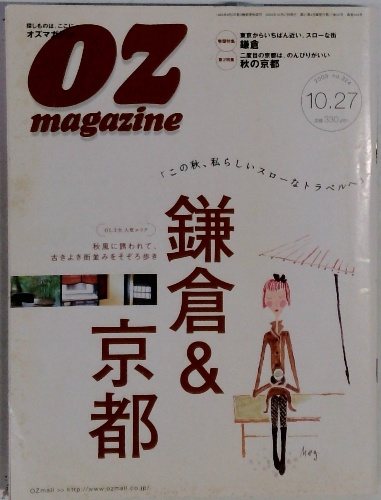 探しものは、ここに
オズマガジン
OZ
magazine
特別特集
東京からいちばん近い、スローな街
鎌倉
第2特集
二度目の京都は、のんびりがいい
秋の京都
10.27
「この秋、私らしいスローなトラベルへ」
秋風に誘われて、
古きよき街並みをそぞろ歩き
鎌倉&
京都
Meg
OZmall >> http://www.ozmall.co.jp/